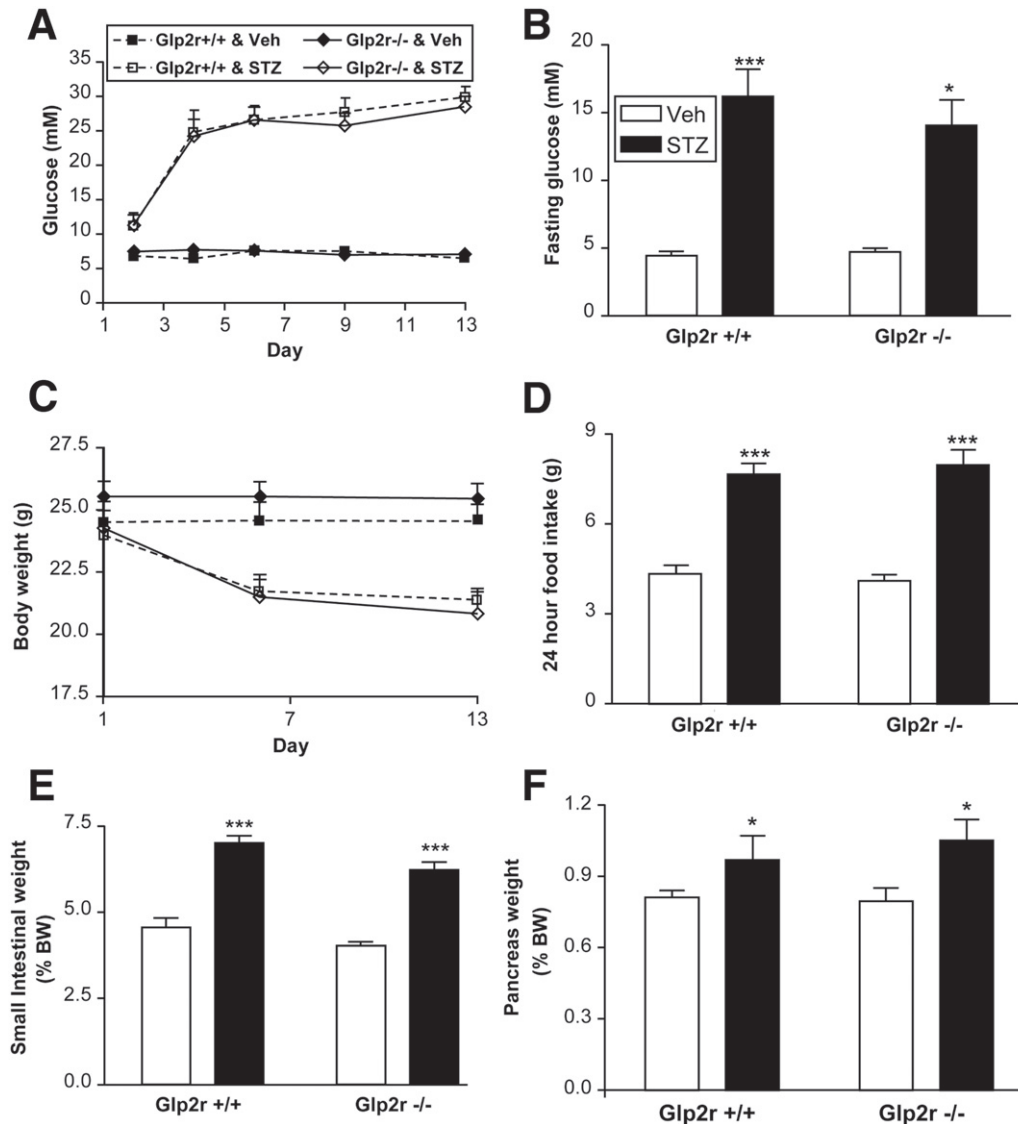 A
Glp2r+/+ & Veh
Glp2r-/- & Veh
Glp2r+/+ & STZ
Glp2r-/- & STZ
Glucose (mM)
35
30
25
20
15
10
5
0
1 3 5 7 9 11 13
Day
B
Fasting glucose (mM)
20
15
10
5
0
Veh
STZ
***
*
Glp2r +/+ Glp2r -/-
C
Body weight (g)
27.5
25.0
22.5
20.0
17.5
1 7 13
Day
D
24 hour food intake (g)
9
6
3
0
***
***
Glp2r +/+ Glp2r -/-
E
Small Intestinal weight
(% BW)
7.5
5.0
2.5
0.0
***
***
Glp2r +/+ Glp2r -/-
F
Pancreas weight
(% BW)
1.2
0.9
0.6
0.3
0.0
*
*
Glp2r +/+ Glp2r -/-